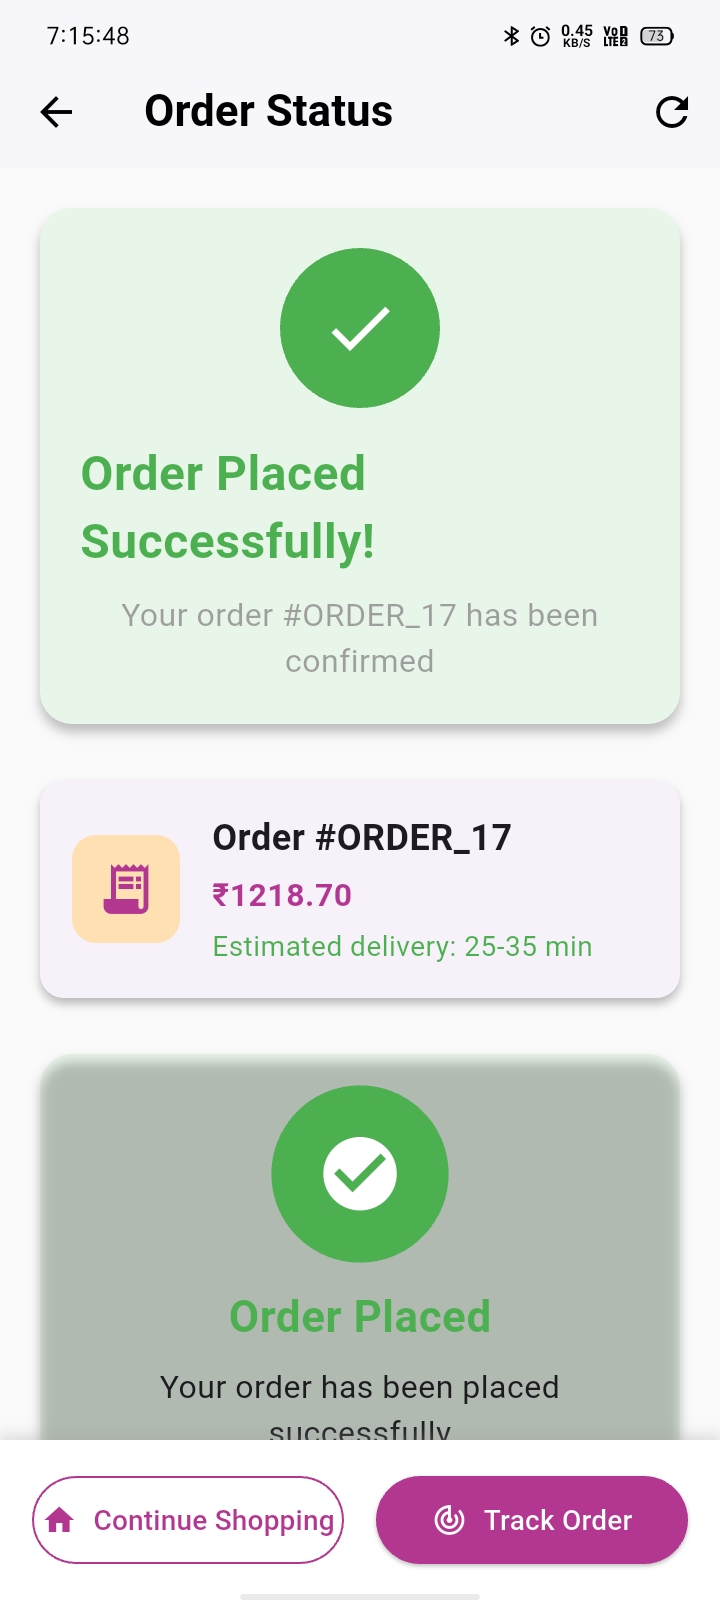 7:15:48
0.45 KB/S
Vo 1 LTE 2
73
Order Status
Order Placed
Successfully!
Your order #ORDER_17 has been
confirmed
Order #ORDER_17
₹1218.70
Estimated delivery: 25-35 min
Order Placed
Your order has been placed
successfully
Continue Shopping
Track Order